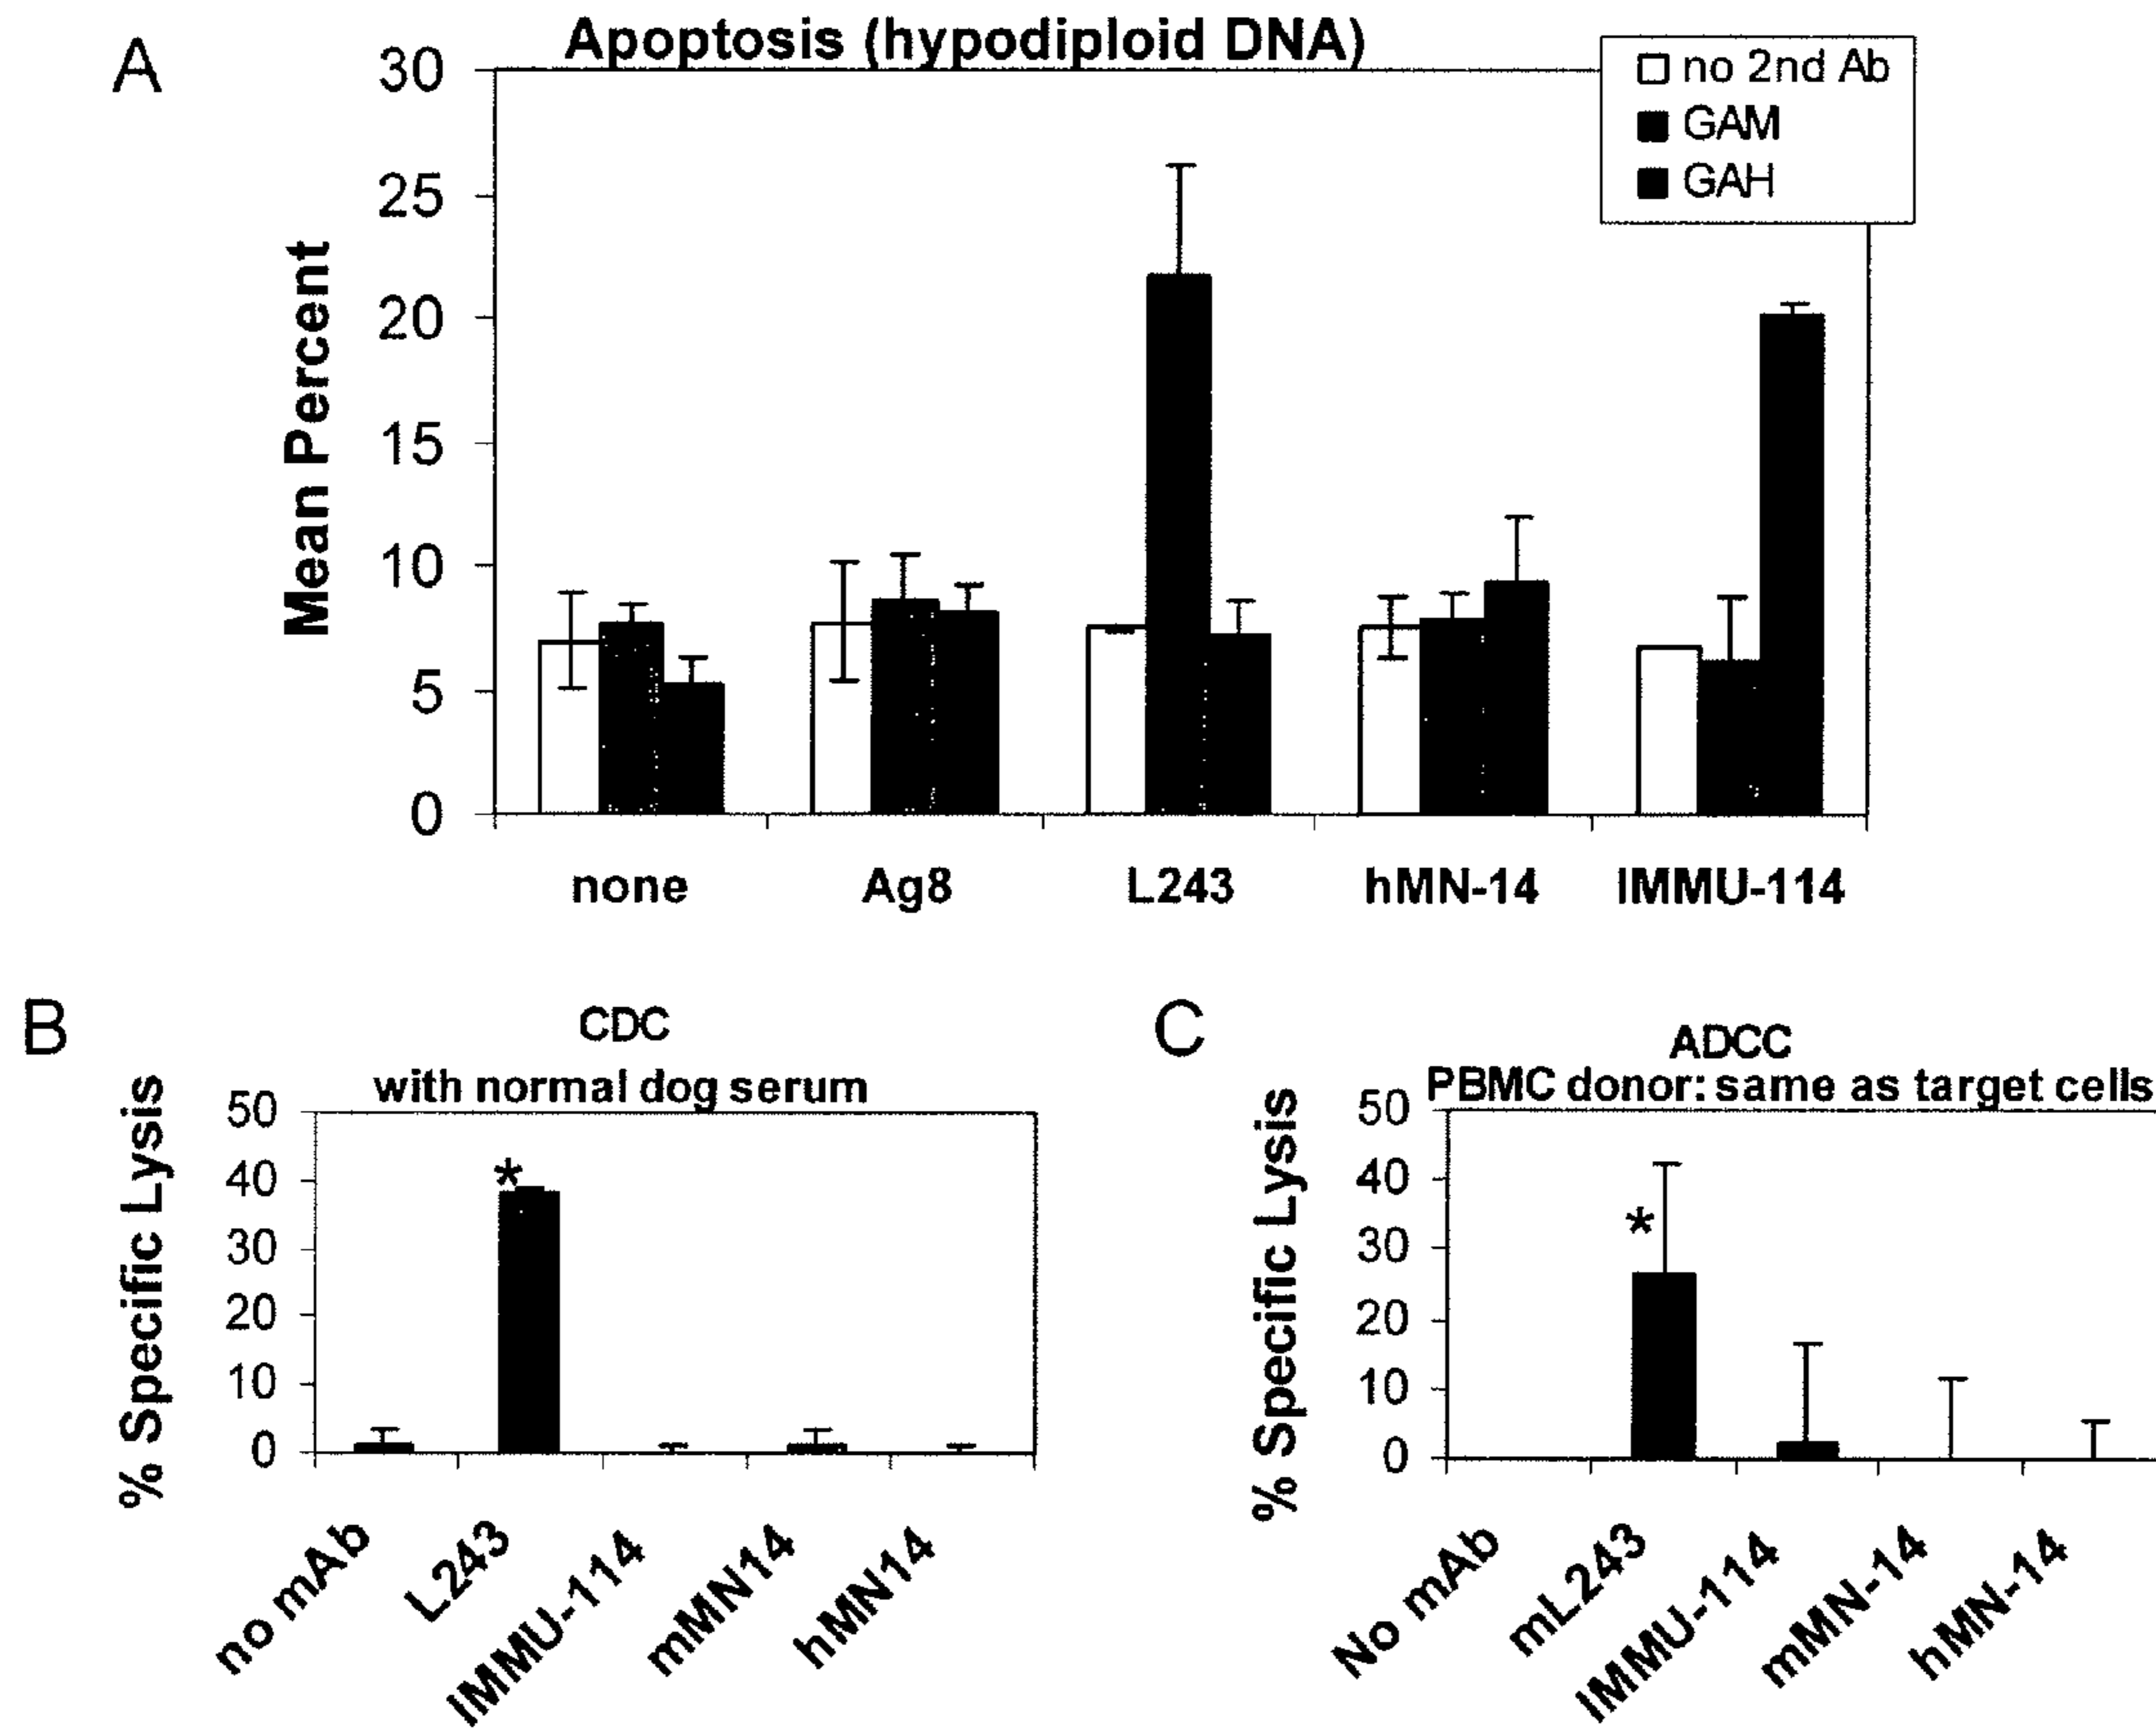 A
Apoptosis (hypodiploid DNA)
no 2nd Ab
GAM
GAH
Mean Percent
30
25
20
15
10
5
0
none Ag8 L243 hMN-14 IMMU-114
B
CDC
with normal dog serum
% Specific Lysis
50
40
30
20
10
0
*
no mAb L243 IMMU-114 mMN14 hMN14
C
ADCC
PBMC donor: same as target cells
% Specific Lysis
50
40
30
20
10
0
*
No mAb mL243 IMMU-114 mMN-14 hMN-14